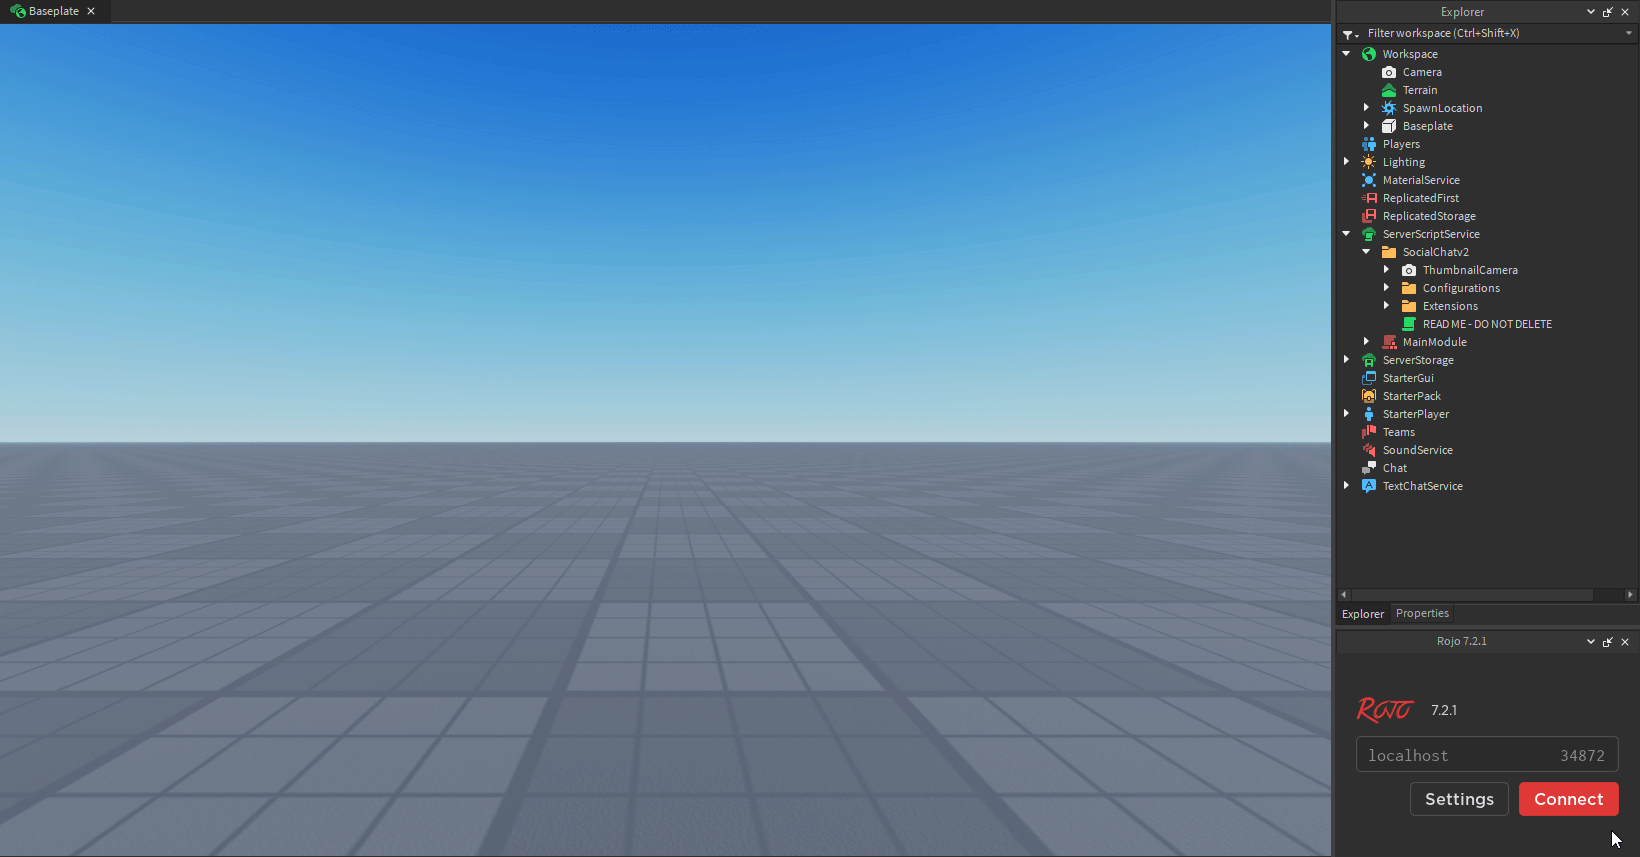 Baseplate
Explorer
Filter workspace (Ctrl+Shift+X)
Workspace
Camera
Terrain
SpawnLocation
Baseplate
Players
Lighting
MaterialService
ReplicatedFirst
ReplicatedStorage
ServerScriptService
SocialChatv2
ThumbnailCamera
Configurations
Extensions
READ ME - DO NOT DELETE
MainModule
ServerStorage
StarterGui
StarterPack
StarterPlayer
Teams
SoundService
Chat
TextChatService
Explorer Properties
Rojo 7.2.1
ROJO 7.2.1
localhost 34872
Settings Connect